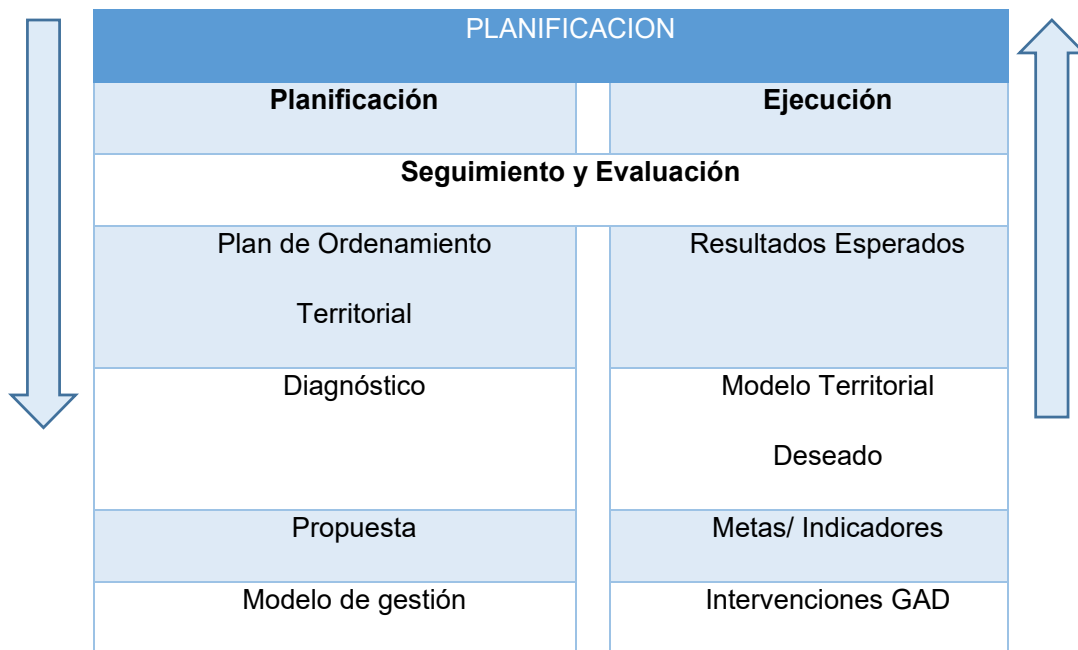 PLANIFICACION
Planificación
Ejecución
Seguimiento y Evaluación
Plan de Ordenamiento
Territorial
Resultados Esperados
Diagnóstico
Modelo Territorial
Deseado
Propuesta
Metas/ Indicadores
Modelo de gestión
Intervenciones GAD